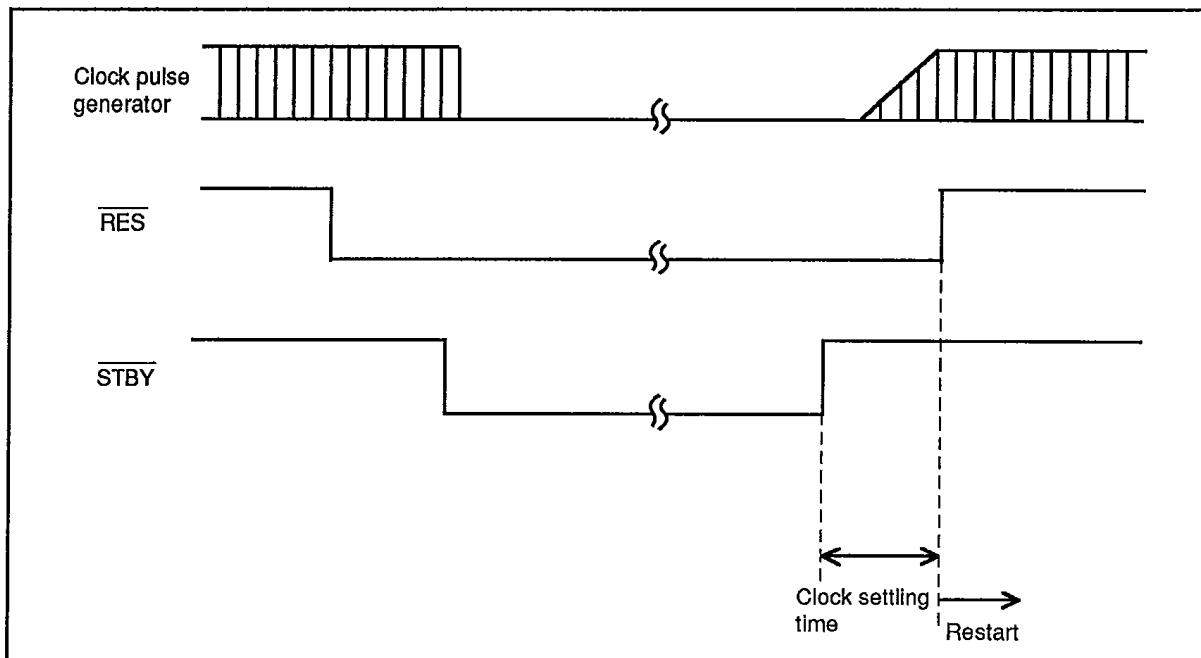 Clock pulse
generator
RES
STBY
Clock settling
time
Restart